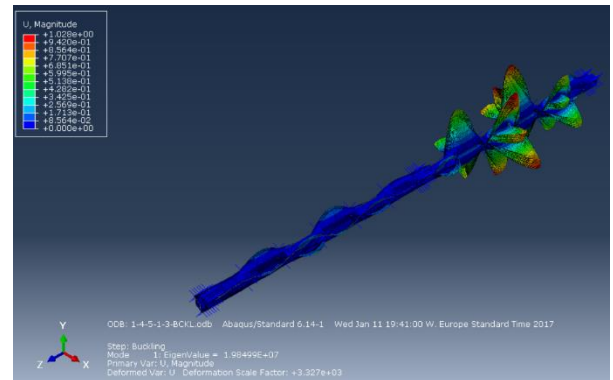 U, Magnitude
+1.028e+00
+9.420e-01
+8.564e-01
+7.707e-01
+6.851e-01
+5.995e-01
+5.138e-01
+4.282e-01
+3.425e-01
+2.569e-01
+1.713e-01
+8.564e-02
+0.000e+00
Y
Z
X
ODB: 1-4-5-1-3-BCKL.odb Abaqus/Standard 6.14-1 Wed Jan 11 19:41:00 W. Europe Standard Time 2017
Step: Buckling
Mode 1: EigenValue = 1.98499E+07
Primary Var: U, Magnitude
Deformed Var: U Deformation Scale Factor: +3.327e+03